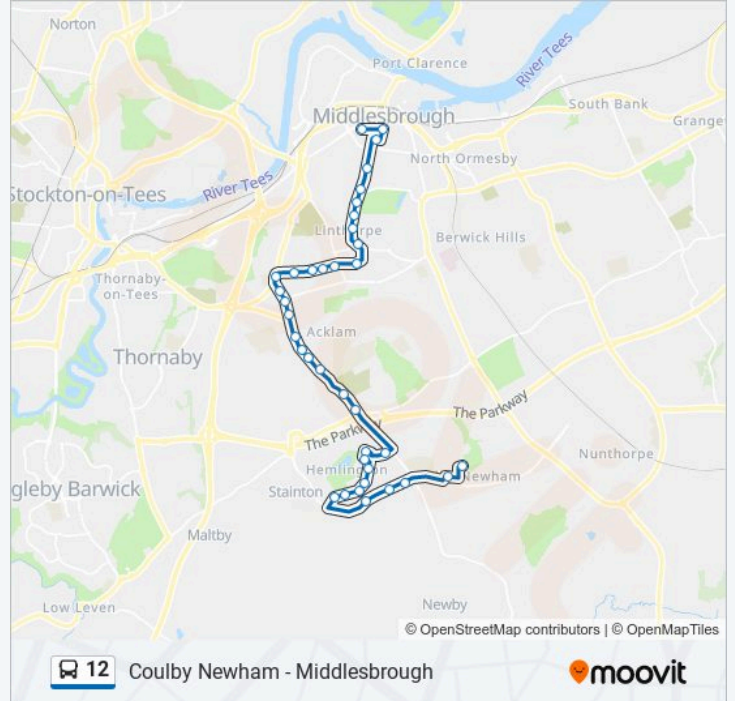 Norton
Port Clarence
River Tees
South Bank
Middlesbrough
Grange
North Ormesby
Stockton-on-Tees
River Tees
Linthorpe
Berwick Hills
Thornaby-
on-Tees
Acklam
Thornaby
The Parkway
The Parkway
Nunthorpe
Hemlington
Newham
gleby Barwick
Stainton
Maltby
Low Leven
Newby
© OpenStreetMap contributors | © OpenMapTiles
12 Coulby Newham - Middlesbrough
moovit